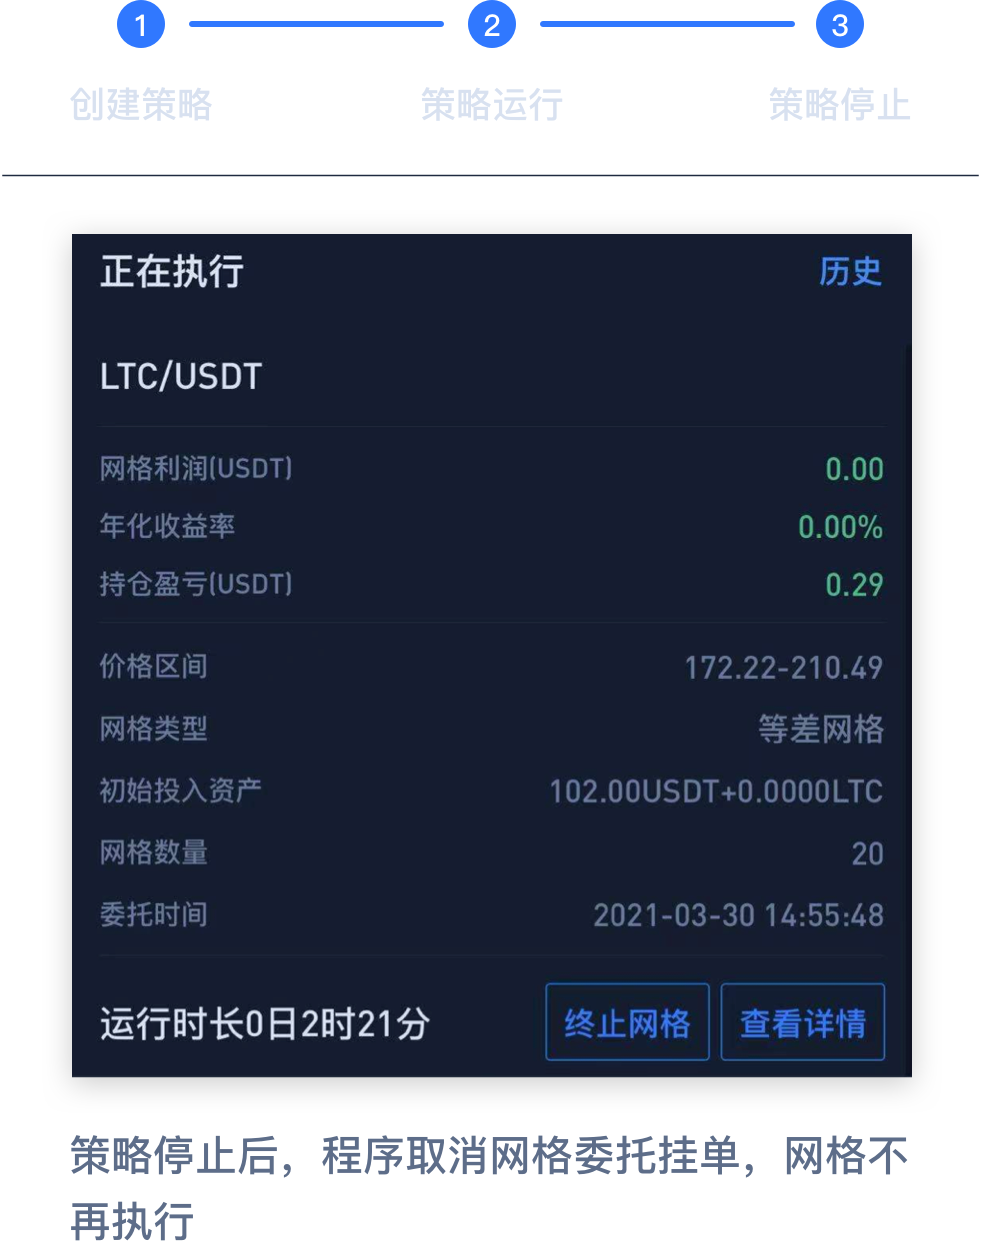 1 2 3
创建策略 策略运行 策略停止
正在执行 历史
LTC/USDT
网格利润(USDT) 0.00
年化收益率 0.00%
持仓盈亏(USDT) 0.29
价格区间 172.22-210.49
网格类型 等差网格
初始投入资产 102.00USDT+0.0000LTC
网格数量 20
委托时间 2021-03-30 14:55:48
运行时长0日2时21分 终止网格 查看详情
策略停止后，程序取消网格委托挂单，网格不
再执行